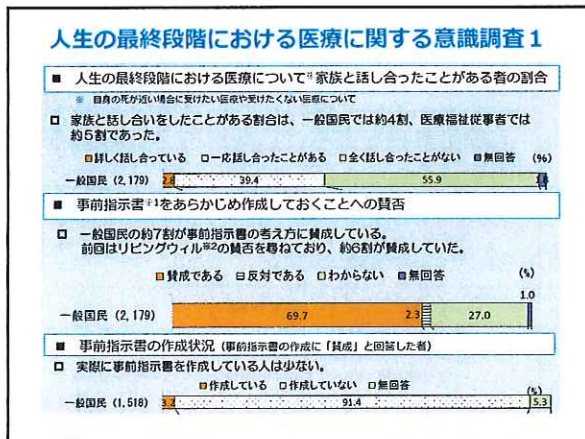 人生の最終段階における医療に関する意識調査1
■ 人生の最終段階における医療について※家族と話し合ったことがある者の割合
※ 自身の死が近い場合に受けたい医療や受けたくない医療について
□ 家族と話し合いをしたことがある割合は、一般国民では約4割、医療福祉従事者では
約5割であった。
詳しく話し合っている 一応話し合ったことがある 全く話し合ったことがない 無回答 (%)
一般国民 (2,179) 2.8 39.4 55.9
■ 事前指示書※1をあらかじめ作成しておくことへの賛否
□ 一般国民の約7割が事前指示書の考え方に賛成している。
前回はリビングウィル※2の賛否を尋ねており、約6割が賛成していた。
賛成である 反対である わからない 無回答 (%)
1.0
一般国民 (2,179) 69.7 2.3 27.0
■ 事前指示書の作成状況 (事前指示書の作成に「賛成」と回答した者)
□ 実際に事前指示書を作成している人は少ない。
作成している 作成していない 無回答 (%)
一般国民 (1,518) 3.2 91.4 5.3